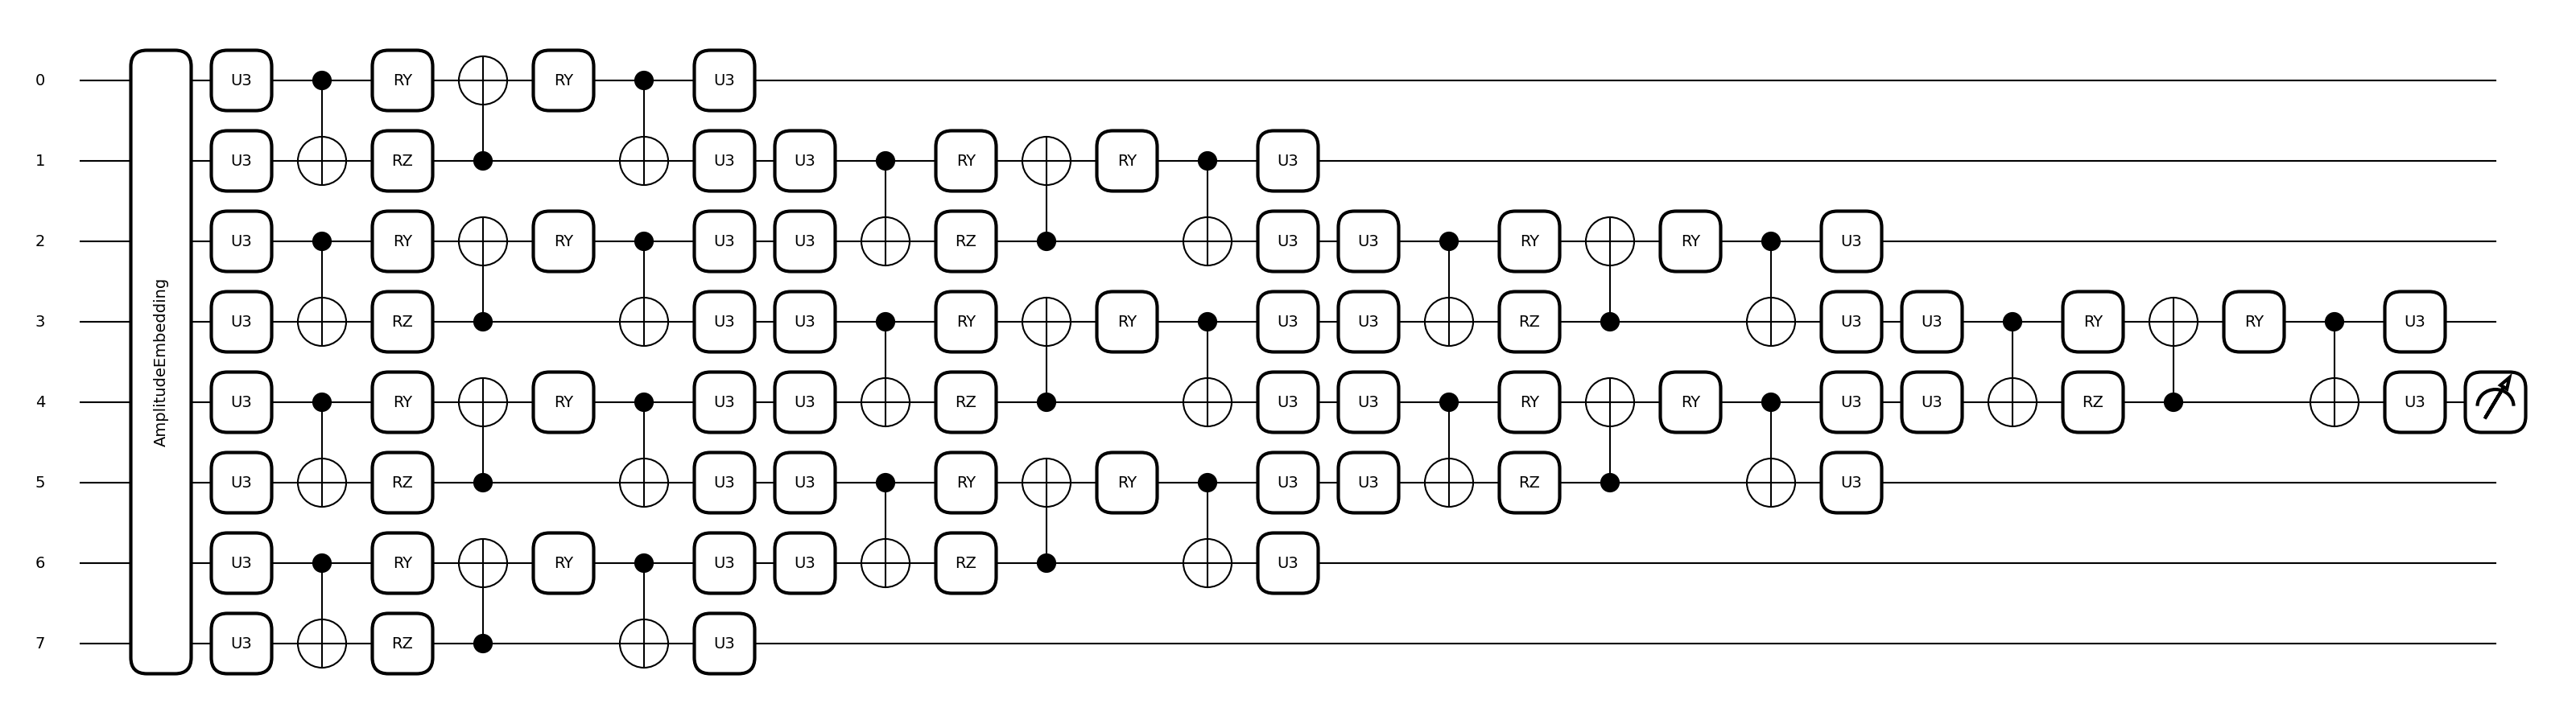 0 U3 RY RY U3
1 U3 RZ U3 U3 RY RY U3
2 U3 RY RY U3 U3 RZ U3 U3 RY RY U3
3 U3 RZ U3 U3 RY RY U3 U3 RZ U3 U3 RY RY U3
AmplitudeEmbedding
4 U3 RY RY U3 U3 RZ U3 U3 RY RY U3 U3 RZ U3
5 U3 RZ U3 U3 RY RY U3 U3 RZ U3
6 U3 RY RY U3 U3 RZ U3
7 U3 RZ U3